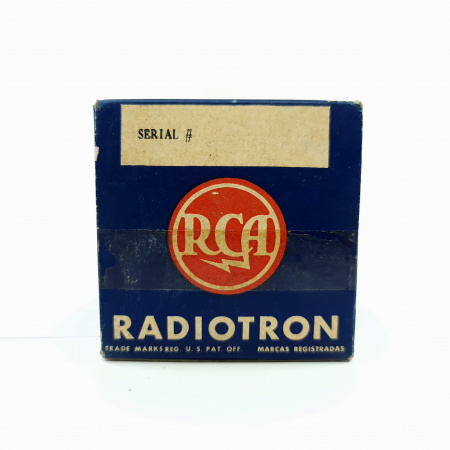 SERIAL #
RCA
RADIOTRON
TRADE MARKS REG. U. S. PAT. OFF. MARCAS REGISTRADAS